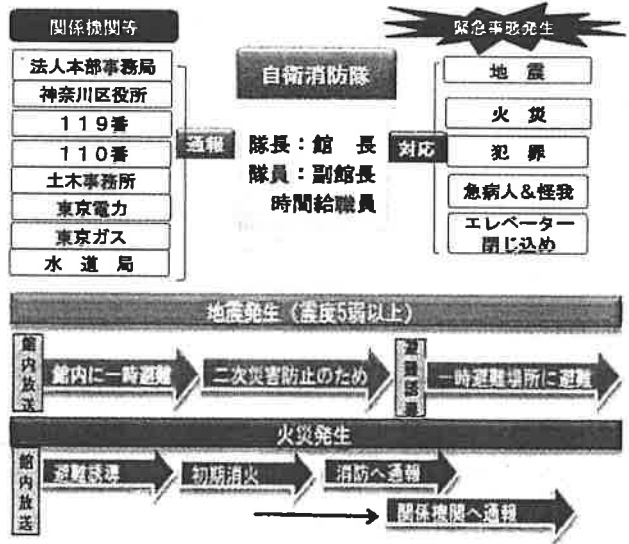 関係機関等
法人本部事務局
神奈川区役所
119番
110番
土木事務所
東京電力
東京ガス
水道局
通報
自衛消防隊
隊長：館 長
隊員：副館長
時間給職員
対応
緊急事態発生
地 震
火 災
犯 罪
急病人&怪我
エレベーター
閉じ込め
地震発生（震度5弱以上）
館内放送
館内に一時避難
二次災害防止のため
避難誘導
一時避難場所に避難
火災発生
館内放送
避難誘導
初期消火
消防へ通報
関係機関へ通報